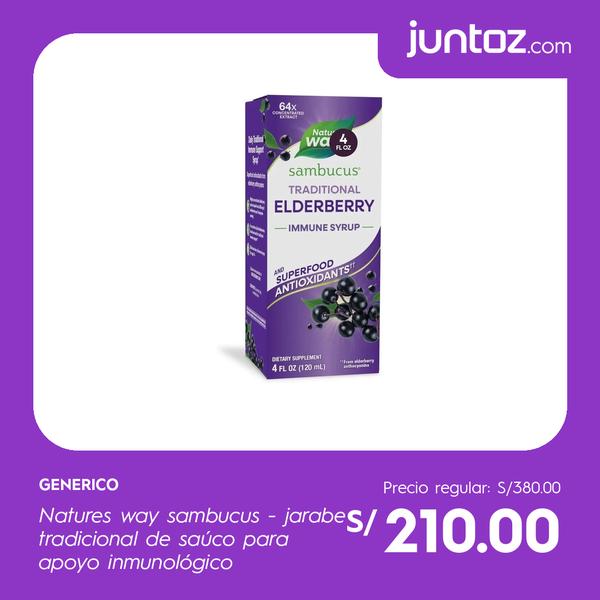 juntoz.com
64x
CONCENTRATED
EXTRACT
4
FL OZ
sambucus®
TRADITIONAL
ELDERBERRY
IMMUNE SYRUP
AND SUPERFOOD
ANTIOXIDANTS††
DIETARY SUPPLEMENT
4 FL OZ (120 mL)
††From elderberry
anthocyanins
GENERICO
Precio regular: S/380.00
Natures way sambucus - jarabe
tradicional de saúco para
apoyo inmunológico
S/ 210.00